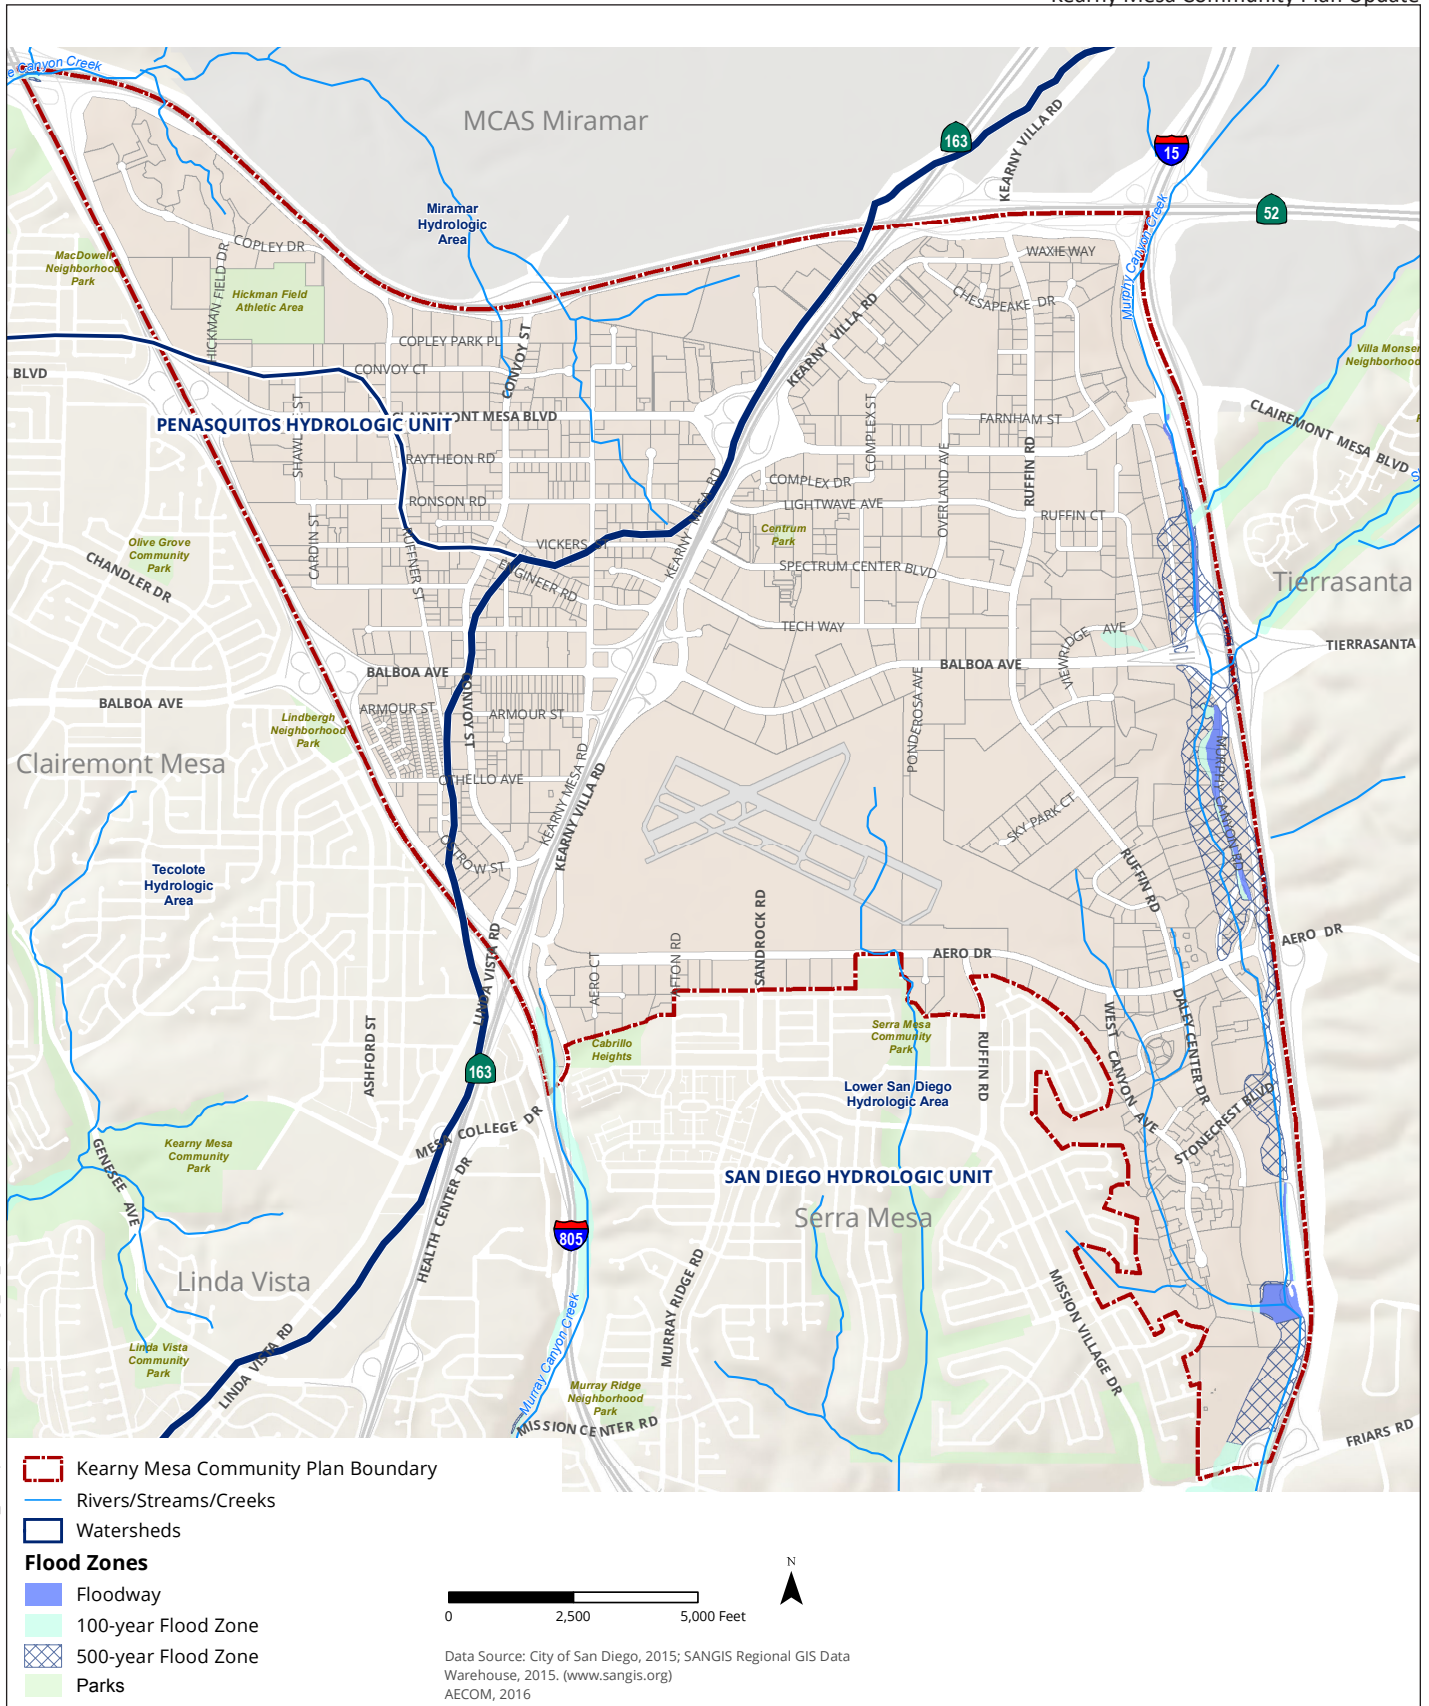 Kearny Mesa Community Plan Update
e Canyon Creek
MCAS Miramar
163
KEARNY VILLA RD
15
52
Miramar
Hydrologic
Area
Murphy Canyon Creek
WAXIE WAY
MacDowell
Neighborhood
Park
COPLEY DR
HICKMAN FIELD DR
Hickman Field
Athletic Area
CHESAPEAKE DR
KEARNY VILLA RD
COPLEY PARK PL
CONVOY ST
CONVOY CT
BLVD
Villa Monser
Neighborhood
CLAIREMONT MESA BLVD
PENASQUITOS HYDROLOGIC UNIT
FARNHAM ST
COMPLEX ST
CLAIREMONT MESA BLVD
RUFFIN RD
OVERLAND AVE
RAYTHEON RD
COMPLEX DR
RONSON RD
LIGHTWAVE AVE
RUFFIN CT
KEARNY MESA RD
CARDIN ST
RUFFNER ST
VICKERS ST
Centrum
Park
Olive Grove
Community
Park
CHANDLER DR
ENGINEER RD
SPECTRUM CENTER BLVD
Tierrasanta
TECH WAY
VIEWRIDGE AVE
TIERRASANTA
BALBOA AVE
BALBOA AVE
BALBOA AVE
CONVOY ST
ARMOUR ST
ARMOUR ST
PONDEROSA AVE
Lindbergh
Neighborhood
Park
Clairemont Mesa
OTHELLO AVE
KEARNY MESA RD
KEARNY VILLA RD
MURPHY CANYON RD
SKY PARK CT
RUFFIN RD
Tecolote
Hydrologic
Area
LINDA VISTA RD
AERO CT
AFTON RD
SANDROCK RD
AERO DR
AERO DR
ASHFORD ST
163
Cabrillo
Heights
Serra Mesa
Community
Park
RUFFIN RD
WEST CANYON AVE
DALEY CENTER DR
Lower San Diego
Hydrologic Area
STONECREST BLVD
MESA COLLEGE DR
Kearny Mesa
Community
Park
GENESEE AVE
HEALTH CENTER DR
SAN DIEGO HYDROLOGIC UNIT
Serra Mesa
805
Linda Vista
MURRAY RIDGE RD
MISSION VILLAGE DR
Murray Canyon Creek
Linda Vista
Community
Park
LINDA VISTA RD
Murray Ridge
Neighborhood
Park
MISSION CENTER RD
FRIARS RD
Kearny Mesa Community Plan Boundary
Rivers/Streams/Creeks
Watersheds
Flood Zones
Floodway
100-year Flood Zone
500-year Flood Zone
Parks
N
0 2,500 5,000 Feet
Data Source: City of San Diego, 2015; SANGIS Regional GIS Data
Warehouse, 2015. (www.sangis.org)
AECOM, 2016